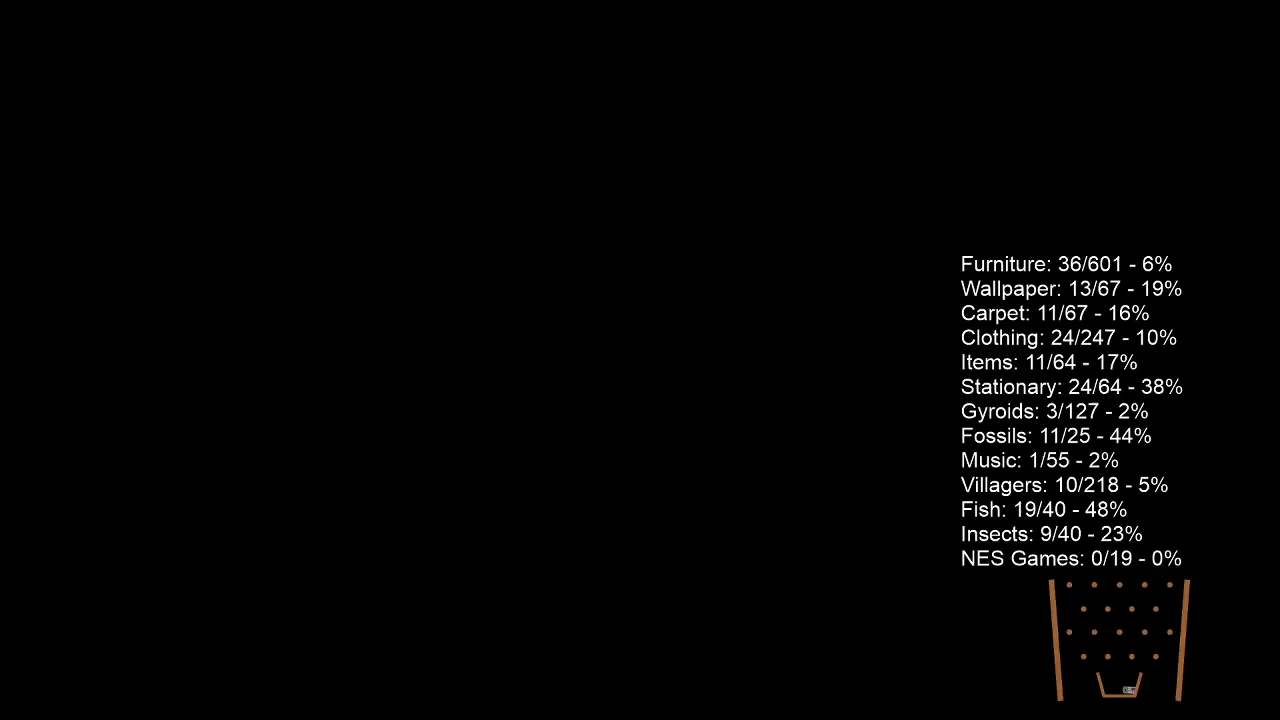 Furniture: 36/601 - 6%
Wallpaper: 13/67 - 19%
Carpet: 11/67 - 16%
Clothing: 24/247 - 10%
Items: 11/64 - 17%
Stationary: 24/64 - 38%
Gyroids: 3/127 - 2%
Fossils: 11/25 - 44%
Music: 1/55 - 2%
Villagers: 10/218 - 5%
Fish: 19/40 - 48%
Insects: 9/40 - 23%
NES Games: 0/19 - 0%